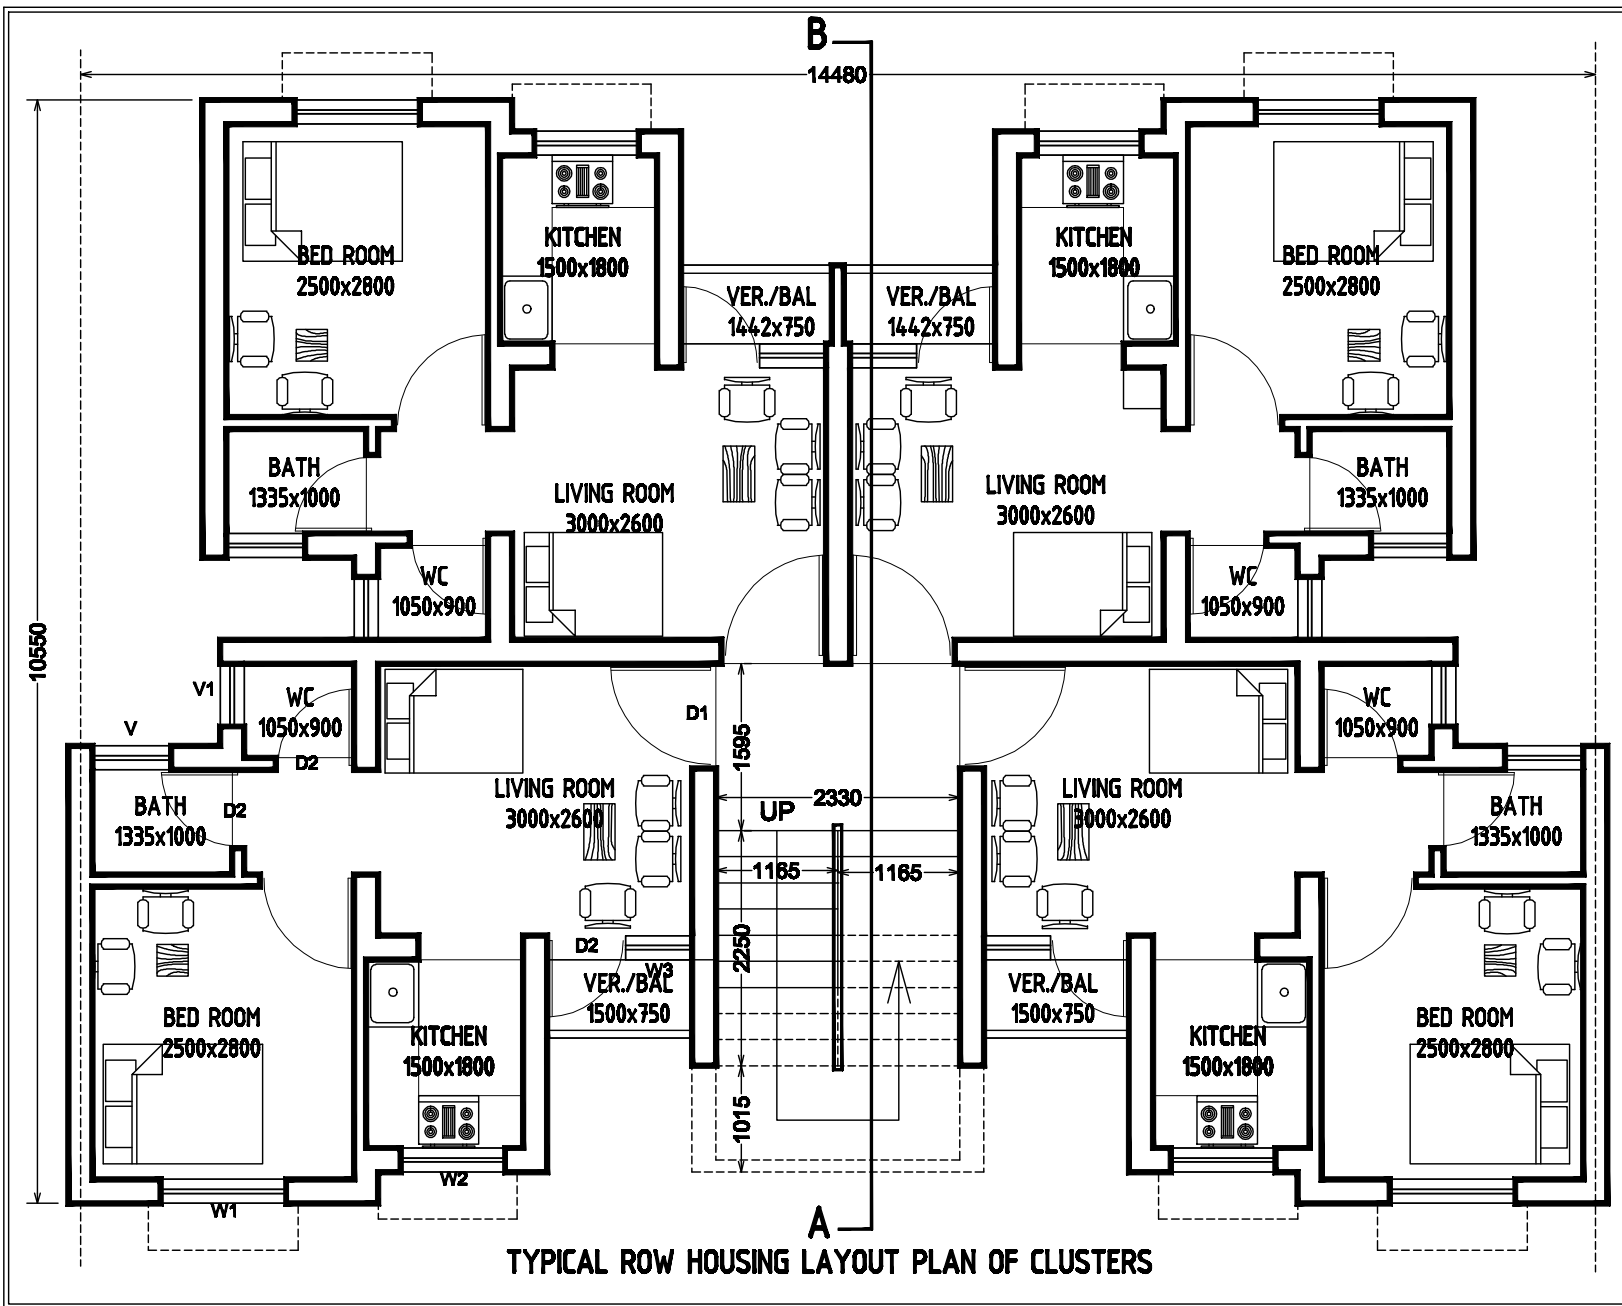 B
14480
KITCHEN
1500x1800
KITCHEN
1500x1800
BED ROOM
2500x2800
BED ROOM
2500x2800
VER./BAL
1442x750
VER./BAL
1442x750
BATH
1335x1000
LIVING ROOM
3000x2600
LIVING ROOM
3000x2600
BATH
1335x1000
WC
1050x900
WC
1050x900
10550
V1
WC
1050x900
D2
D1
1595
WC
1050x900
V
BATH
1335x1000
D2
LIVING ROOM
3000x2600
UP
2330
LIVING ROOM
3000x2600
BATH
1335x1000
1165
1165
2250
D2
W3
VER./BAL
1500x750
VER./BAL
1500x750
BED ROOM
2500x2800
KITCHEN
1500x1800
KITCHEN
1500x1800
BED ROOM
2500x2800
1015
W2
W1
A
TYPICAL ROW HOUSING LAYOUT PLAN OF CLUSTERS